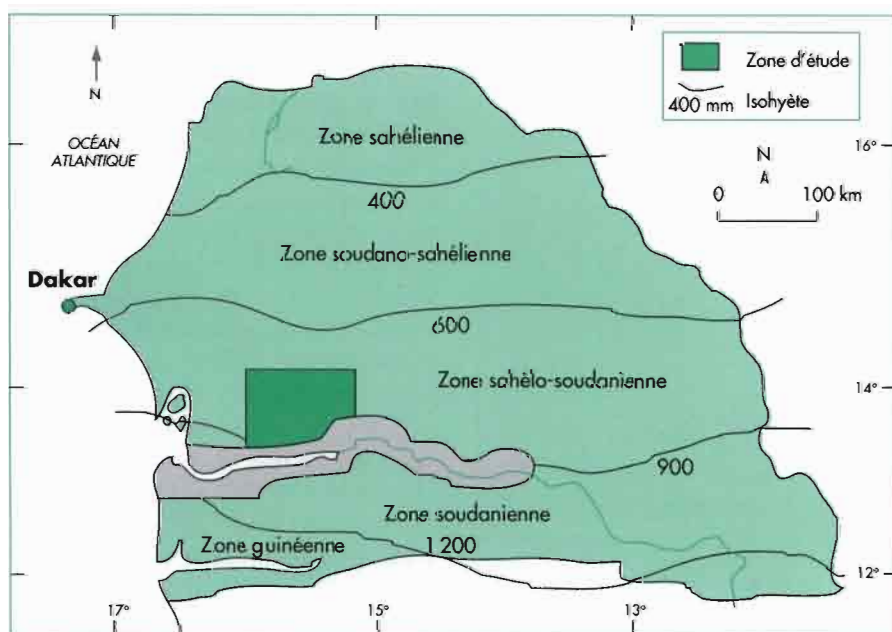 Zone d'étude
400 mm Isohyète
N
OCÉAN
ATLANTIQUE
Zone sahélienne
16°
N
0 100 km
400
Zone soudano-sahélienne
Dakar
600
Zone sahélo-soudanienne
14°
900
Zone soudanienne
Zone guinéenne
1 200
12°
17° 15° 13°